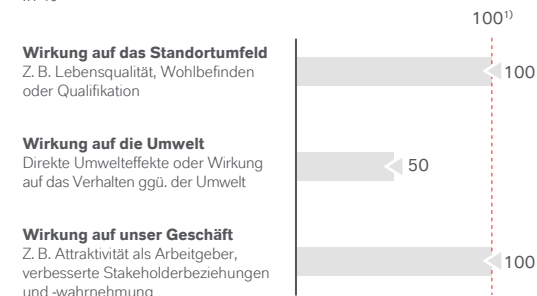 100¹⁾
Wirkung auf das Standortumfeld
Z. B. Lebensqualität, Wohlbefinden
oder Qualifikation
100
Wirkung auf die Umwelt
Direkte Umwelteffekte oder Wirkung
auf das Verhalten ggü. der Umwelt
50
Wirkung auf unser Geschäft
Z. B. Attraktivität als Arbeitgeber,
verbesserte Stakeholderbeziehungen
und -wahrnehmung
100